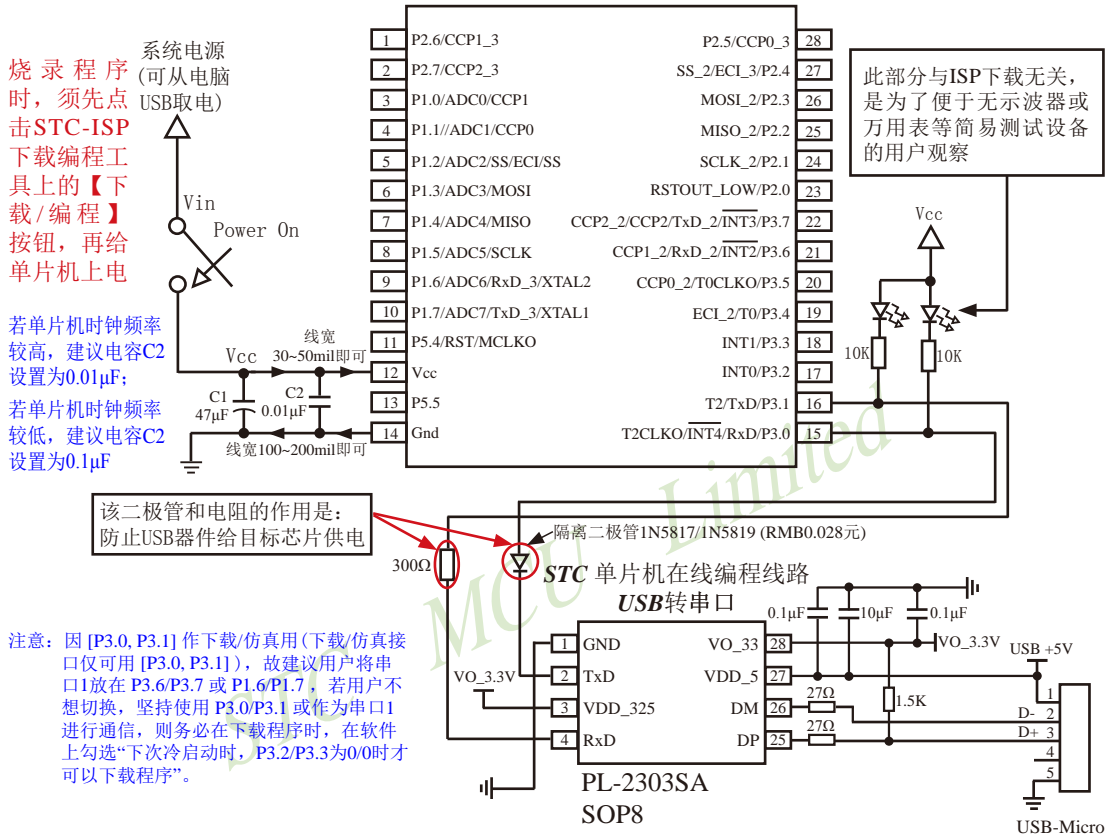 烧录程序
时，须先点
击STC-ISP
下载编程工
具上的【下
载/编程】
按钮，再给
单片机上电
系统电源
(可从电脑
USB取电)
Vin
Power On
若单片机时钟频率
较高，建议电容C2
设置为0.01μF；
若单片机时钟频率
较低，建议电容C2
设置为0.1μF
Vcc
线宽
30~50mil即可
C1
47μF
C2
0.01μF
线宽100~200mil即可
1 P2.6/CCP1_3
2 P2.7/CCP2_3
3 P1.0/ADC0/CCP1
4 P1.1//ADC1/CCP0
5 P1.2/ADC2/SS/ECI/SS
6 P1.3/ADC3/MOSI
7 P1.4/ADC4/MISO
8 P1.5/ADC5/SCLK
9 P1.6/ADC6/RxD_3/XTAL2
10 P1.7/ADC7/TxD_3/XTAL1
11 P5.4/RST/MCLKO
12 Vcc
13 P5.5
14 Gnd
P2.5/CCP0_3 28
SS_2/ECI_3/P2.4 27
MOSI_2/P2.3 26
MISO_2/P2.2 25
SCLK_2/P2.1 24
RSTOUT_LOW/P2.0 23
CCP2_2/CCP2/TxD_2/INT3/P3.7 22
CCP1_2/RxD_2/INT2/P3.6 21
CCP0_2/T0CLKO/P3.5 20
ECI_2/T0/P3.4 19
INT1/P3.3 18
INT0/P3.2 17
T2/TxD/P3.1 16
T2CLKO/INT4/RxD/P3.0 15
此部分与ISP下载无关，
是为了便于无示波器或
万用表等简易测试设备
的用户观察
Vcc
10K
10K
该二极管和电阻的作用是：
防止USB器件给目标芯片供电
300Ω
隔离二极管1N5817/1N5819 (RMB0.028元)
STC 单片机在线编程线路
USB转串口
注意：因 [P3.0, P3.1] 作下载/仿真用(下载/仿真接
口仅可用 [P3.0, P3.1] )，故建议用户将串
口1放在 P3.6/P3.7 或 P1.6/P1.7 ，若用户不
想切换，坚持使用 P3.0/P3.1 或作为串口1
进行通信，则务必在下载程序时，在软件
上勾选“下次冷启动时，P3.2/P3.3为0/0时才
可以下载程序”。
VO_3.3V
1 GND
2 TxD
3 VDD_325
4 RxD
VO_33 28
VDD_5 27
DM 26
DP 25
PL-2303SA
SOP8
0.1μF
10μF
0.1μF
VO_3.3V
27Ω
27Ω
1.5K
USB +5V
1
D- 2
D+ 3
4
5
USB-Micro
STC MCU Limited